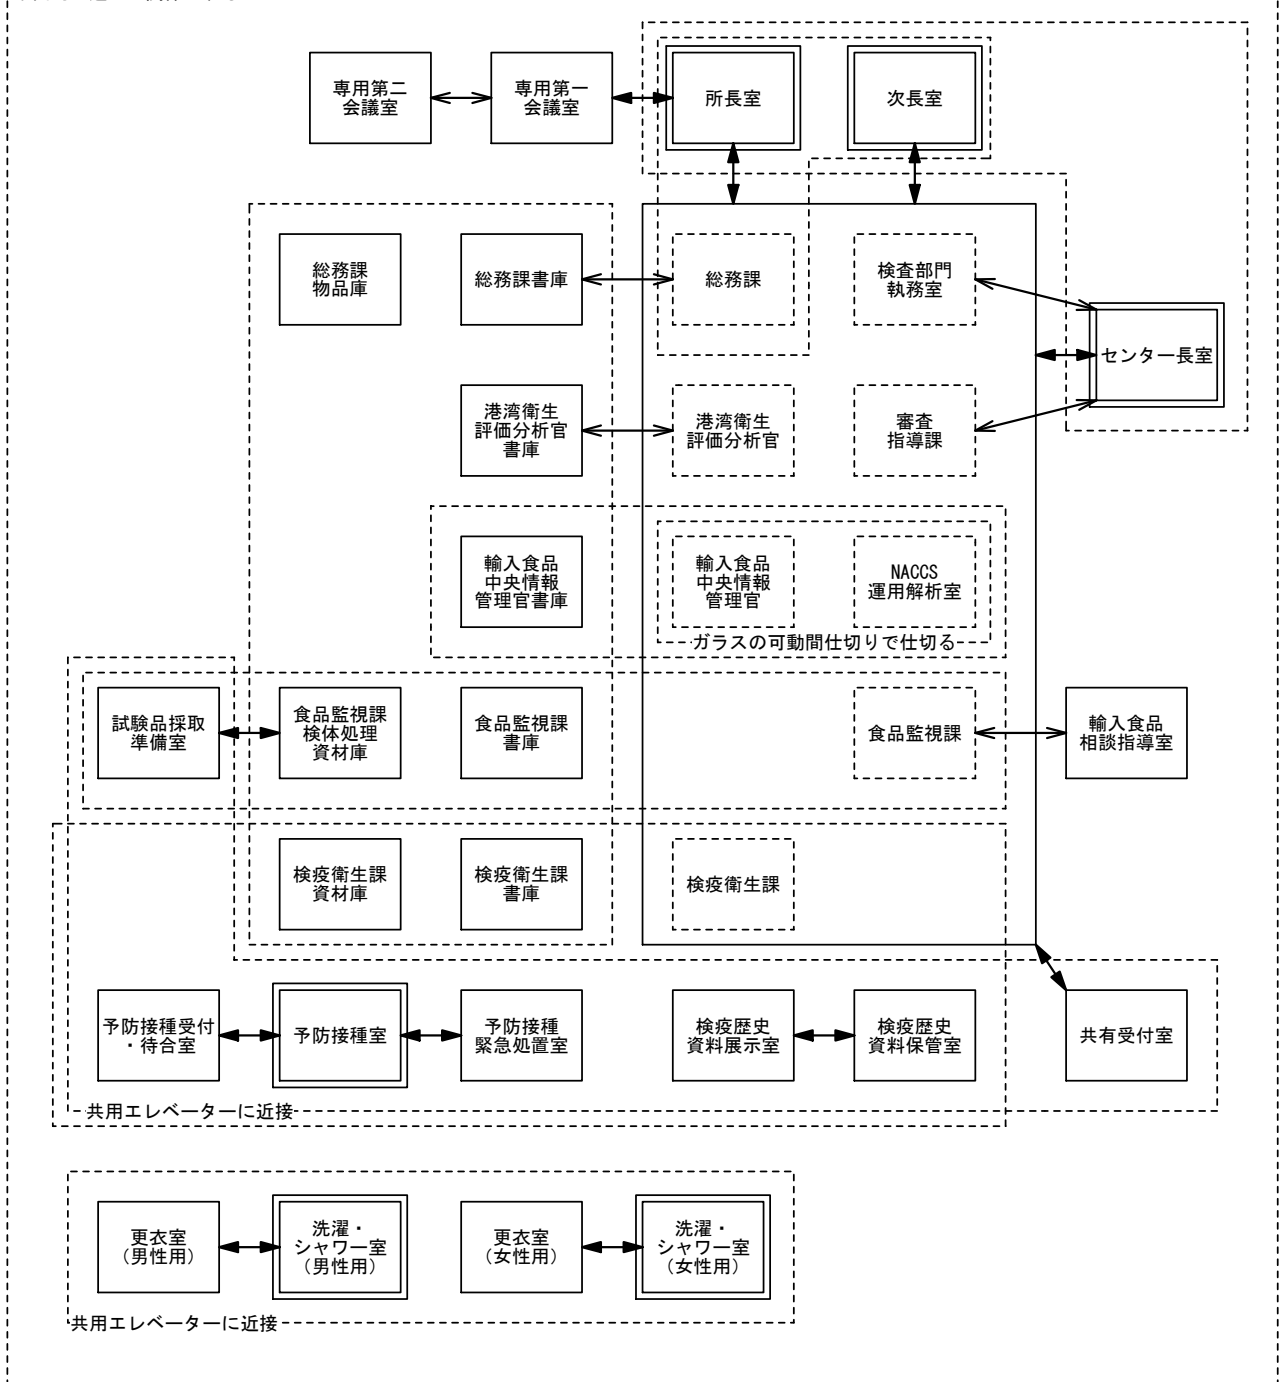 専用第二
会議室
専用第一
会議室
所長室
次長室
総務課
物品庫
総務課書庫
総務課
検査部門
執務室
センター長室
港湾衛生
評価分析官
書庫
港湾衛生
評価分析官
審査
指導課
輸入食品
中央情報
管理官書庫
輸入食品
中央情報
管理官
NACCS
運用解析室
ガラスの可動間仕切りで仕切る
試験品採取
準備室
食品監視課
検体処理
資材庫
食品監視課
書庫
食品監視課
輸入食品
相談指導室
検疫衛生課
資材庫
検疫衛生課
書庫
検疫衛生課
予防接種受付
・待合室
予防接種室
予防接種
緊急処置室
検疫歴史
資料展示室
検疫歴史
資料保管室
共有受付室
共用エレベーターに近接
更衣室
（男性用）
洗濯・
シャワー室
（男性用）
更衣室
（女性用）
洗濯・
シャワー室
（女性用）
共用エレベーターに近接